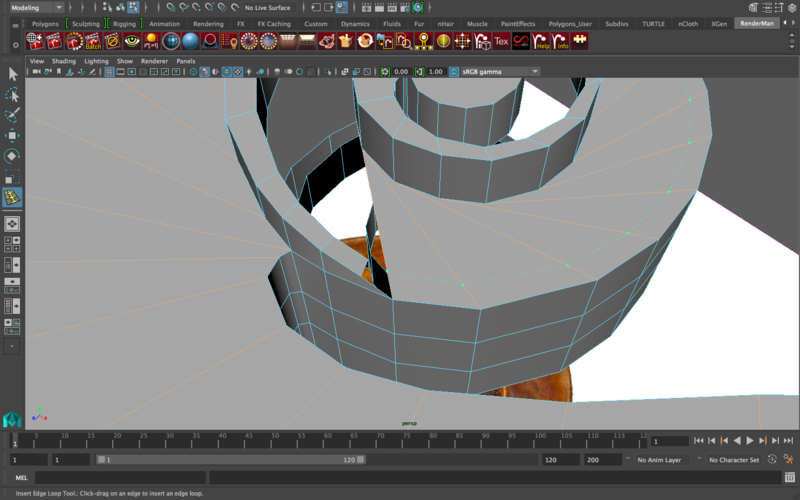 Modeling No Live Surface
Polygons Sculpting Rigging Animation Rendering FX FX Caching Custom Dynamics Fluids Fur nHair Muscle PaintEffects Polygons_User Subdivs TURTLE nCloth XGen RenderMan
Batch Tex Help Info
View Shading Lighting Show Renderer Panels
0.00 1.00 sRGB gamma
persp
1 5 10 15 20 25 30 35 40 45 50 55 60 65 70 75 80 85 90 95 100 105 110 115 12 1
1 1 1 120 120 200 No Anim Layer No Character Set
MEL
Insert Edge Loop Tool.: Click-drag on an edge to insert an edge loop.